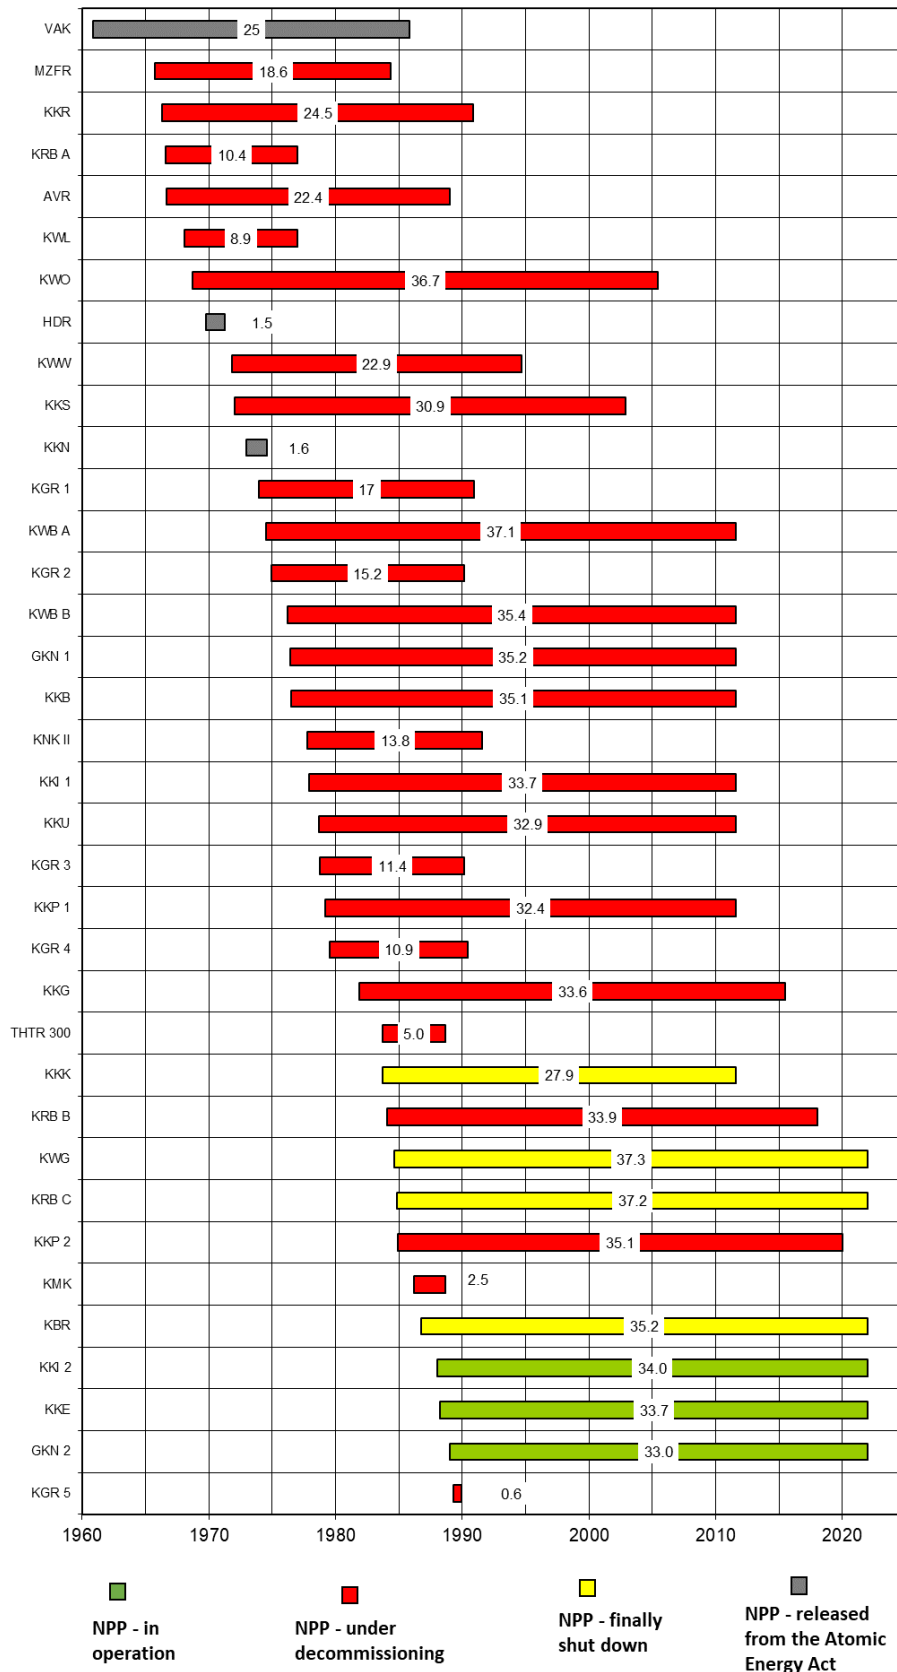 VAK 25
MZFR 18.6
KKR 24.5
KRB A 10.4
AVR 22.4
KWL 8.9
KWO 36.7
HDR 1.5
KWW 22.9
KKS 30.9
KKN 1.6
KGR 1 17
KWB A 37.1
KGR 2 15.2
KWB B 35.4
GKN 1 35.2
KKB 35.1
KNK II 13.8
KKI 1 33.7
KKU 32.9
KGR 3 11.4
KKP 1 32.4
KGR 4 10.9
KKG 33.6
THTR 300 5.0
KKK 27.9
KRB B 33.9
KWG 37.3
KRB C 37.2
KKP 2 35.1
KMK 2.5
KBR 35.2
KKI 2 34.0
KKE 33.7
GKN 2 33.0
KGR 5 0.6
1960 1970 1980 1990 2000 2010 2020
NPP - in
operation
NPP - under
decommissioning
NPP - finally
shut down
NPP - released
from the Atomic
Energy Act